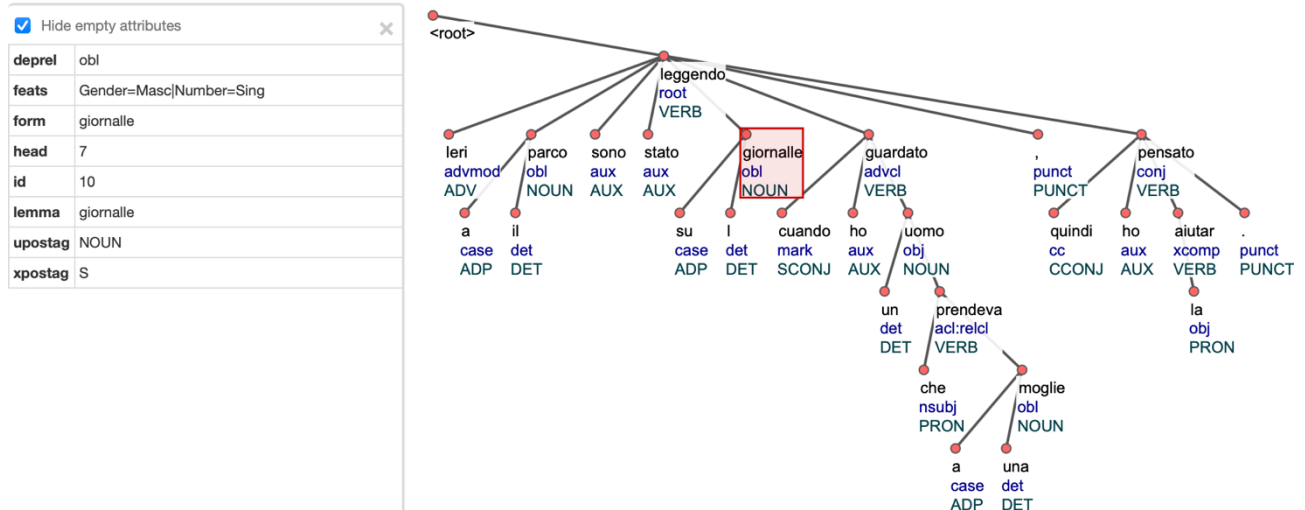 Hide empty attributes ×
deprel obl
feats Gender=Masc|Number=Sing
form giornalle
head 7
id 10
lemma giornalle
upostag NOUN
xpostag S
<root>
leggendo
root
VERB
Ieri parco sono stato giornalle guardato , pensato
advmod obl aux aux obl advcl punct conj
ADV NOUN AUX AUX NOUN VERB PUNCT VERB
a il su l cuando ho uomo quindi ho aiutar .
case det case det mark aux obj cc aux xcomp punct
ADP DET ADP DET SCONJ AUX NOUN CCONJ AUX VERB PUNCT
un prendeva la
det acl:relcl obj
DET VERB PRON
che moglie
nsubj obl
PRON NOUN
a una
case det
ADP DET